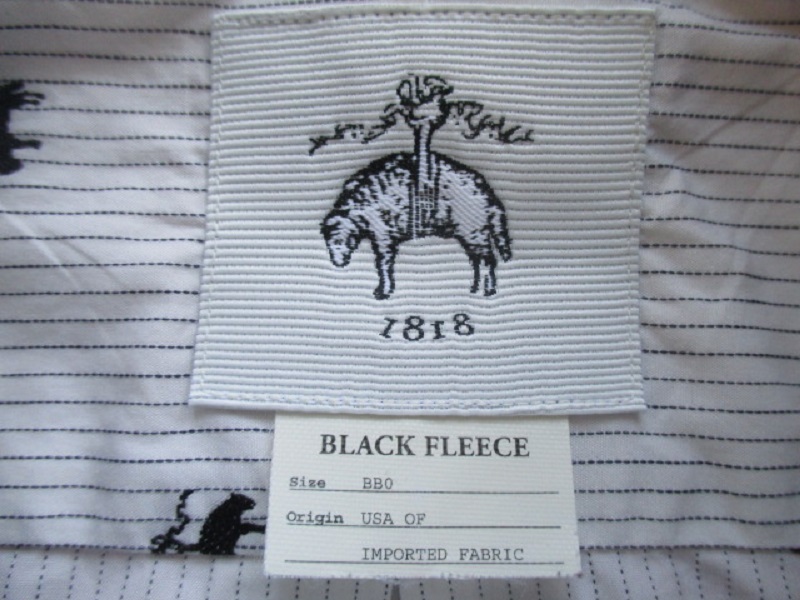 1818
BLACK FLEECE
Size BB0
Origin USA OF
IMPORTED FABRIC